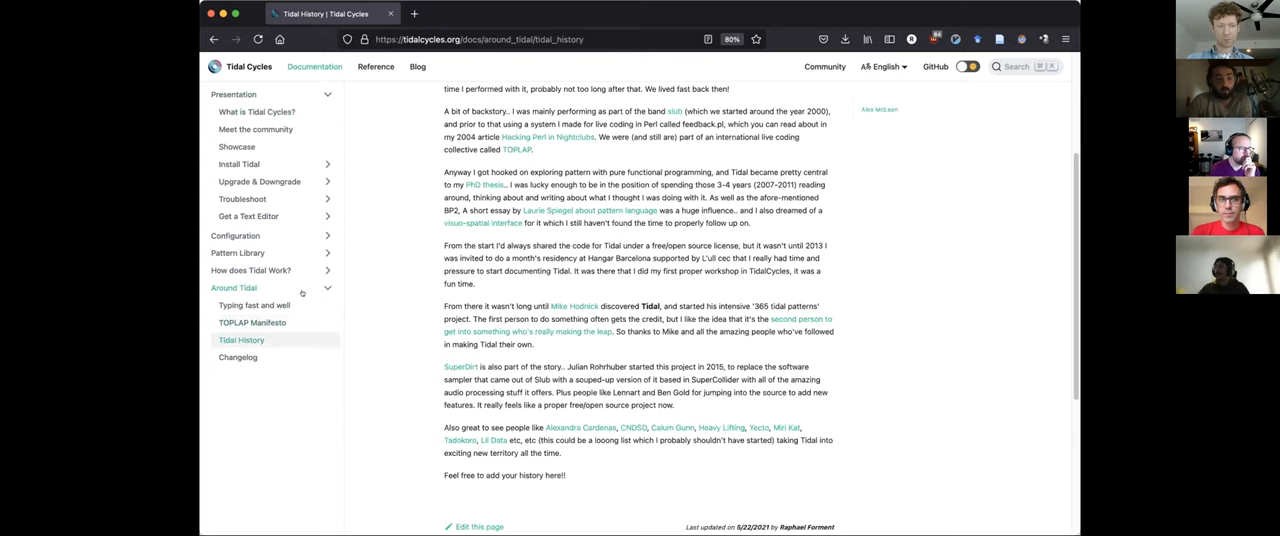 Tidal History | Tidal Cycles
https://tidalcycles.org/docs/around_tidal/tidal_history
80%
Tidal Cycles Documentation Reference Blog Community English GitHub Search
Presentation
What is Tidal Cycles?
Meet the community
Showcase
Install Tidal
Upgrade & Downgrade
Troubleshoot
Get a Text Editor
Configuration
Pattern Library
How does Tidal Work?
Around Tidal
Typing fast and well
TOPLAP Manifesto
Tidal History
Changelog
time I performed with it, probably not too long after that. We lived fast back then!
A bit of backstory.. I was mainly performing as part of the band slub (which we started around the year 2000),
and prior to that using a system I made for live coding in Perl called feedback.pl, which you can read about in
my 2004 article Hacking Perl in Nightclubs. We were (and still are) part of an international live coding
collective called TOPLAP.
Anyway I got hooked on exploring pattern with pure functional programming, and Tidal became pretty central
to my PhD thesis.. I was lucky enough to be in the position of spending those 3-4 years (2007-2011) reading
around, thinking about and writing about what I thought I was doing with it. As well as the afore-mentioned
BP2, A short essay by Laurie Spiegel about pattern language was a huge influence.. and I also dreamed of a
visuo-spatial interface for it which I still haven't found the time to properly follow up on.
From the start I'd always shared the code for Tidal under a free/open source license, but it wasn't until 2013 I
was invited to do a month's residency at Hangar Barcelona supported by L'ull cec that I really had time and
pressure to start documenting Tidal. It was there that I did my first proper workshop in TidalCycles, it was a
fun time.
From there it wasn't long until Mike Hodnick discovered Tidal, and started his intensive '365 tidal patterns'
project. The first person to do something often gets the credit, but I like the idea that it's the second person to
get into something who's really making the leap. So thanks to Mike and all the amazing people who've followed
in making Tidal their own.
SuperDirt is also part of the story.. Julian Rohrhuber started this project in 2015, to replace the software
sampler that came out of Slub with a souped-up version of it based in SuperCollider with all of the amazing
audio processing stuff it offers. Plus people like Lennart and Ben Gold for jumping into the source to add new
features. It really feels like a proper free/open source project now.
Also great to see people like Alexandra Cardenas, CNDSD, Calum Gunn, Heavy Lifting, Yecto, Miri Kat,
Tadokoro, Lil Data etc, etc (this could be a looong list which I probably shouldn't have started) taking Tidal into
exciting new territory all the time.
Feel free to add your history here!!
Edit this page
Last updated on 5/22/2021 by Raphael Forment
Alex McLean